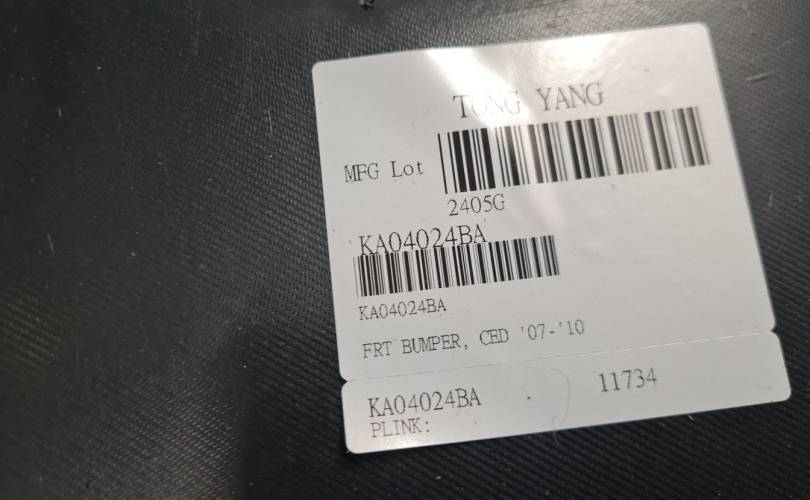 TONG YANG
MFG Lot
2405G
KA04024BA
KA04024BA
FRT BUMPER, CED '07-'10
KA04024BA 11734
PLINK: